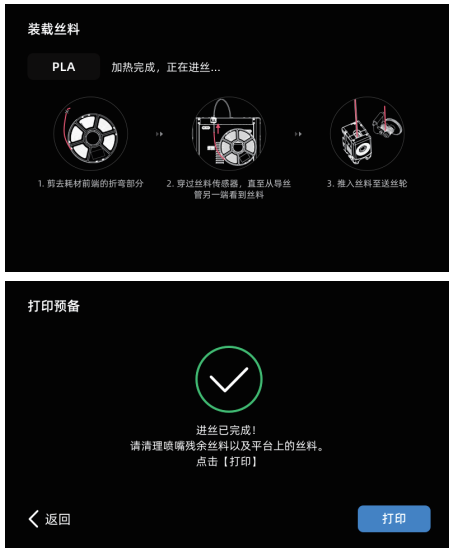 装载丝料
PLA 加热完成，正在进丝...
1. 剪去耗材前端的折弯部分
2. 穿过丝料传感器，直至从导丝
管另一端看到丝料
3. 推入丝料至送丝轮
打印预备
进丝已完成！
请清理喷嘴残余丝料以及平台上的丝料。
点击【打印】
返回
打印